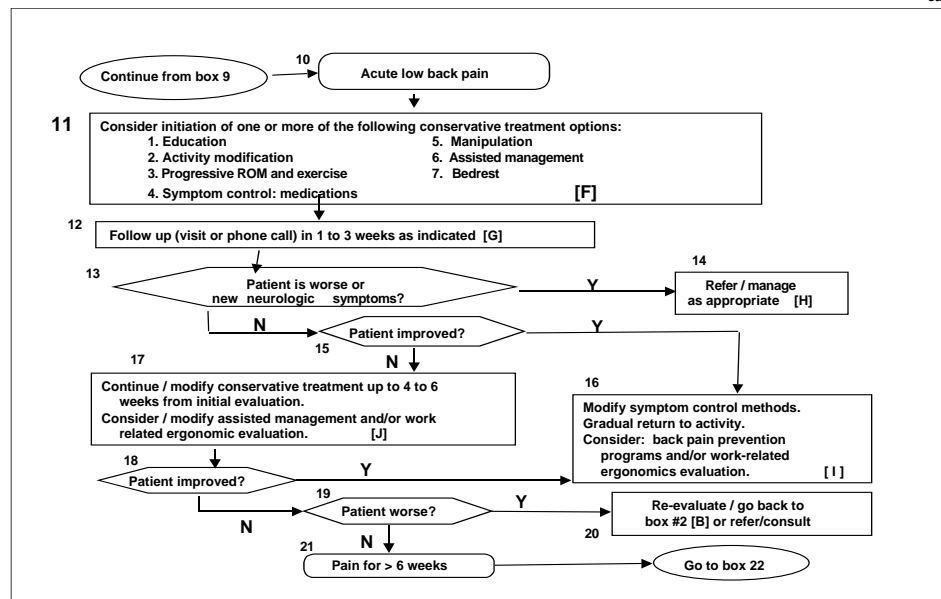 10
Continue from box 9
Acute low back pain
11
Consider initiation of one or more of the following conservative treatment options:
1. Education
2. Activity modification
3. Progressive ROM and exercise
4. Symptom control: medications
5. Manipulation
6. Assisted management
7. Bedrest
[F]
12
Follow up (visit or phone call) in 1 to 3 weeks as indicated [G]
13
Patient is worse or
new neurologic symptoms?
Y
14
Refer / manage
as appropriate [H]
N
15
Patient improved?
Y
N
17
Continue / modify conservative treatment up to 4 to 6
weeks from initial evaluation.
Consider / modify assisted management and/or work
related ergonomic evaluation. [J]
16
Modify symptom control methods.
Gradual return to activity.
Consider: back pain prevention
programs and/or work-related
ergonomics evaluation. [I]
18
Patient improved?
Y
N
19
Patient worse?
Y
N
20
Re-evaluate / go back to
box #2 [B] or refer/consult
21
Pain for > 6 weeks
Go to box 22